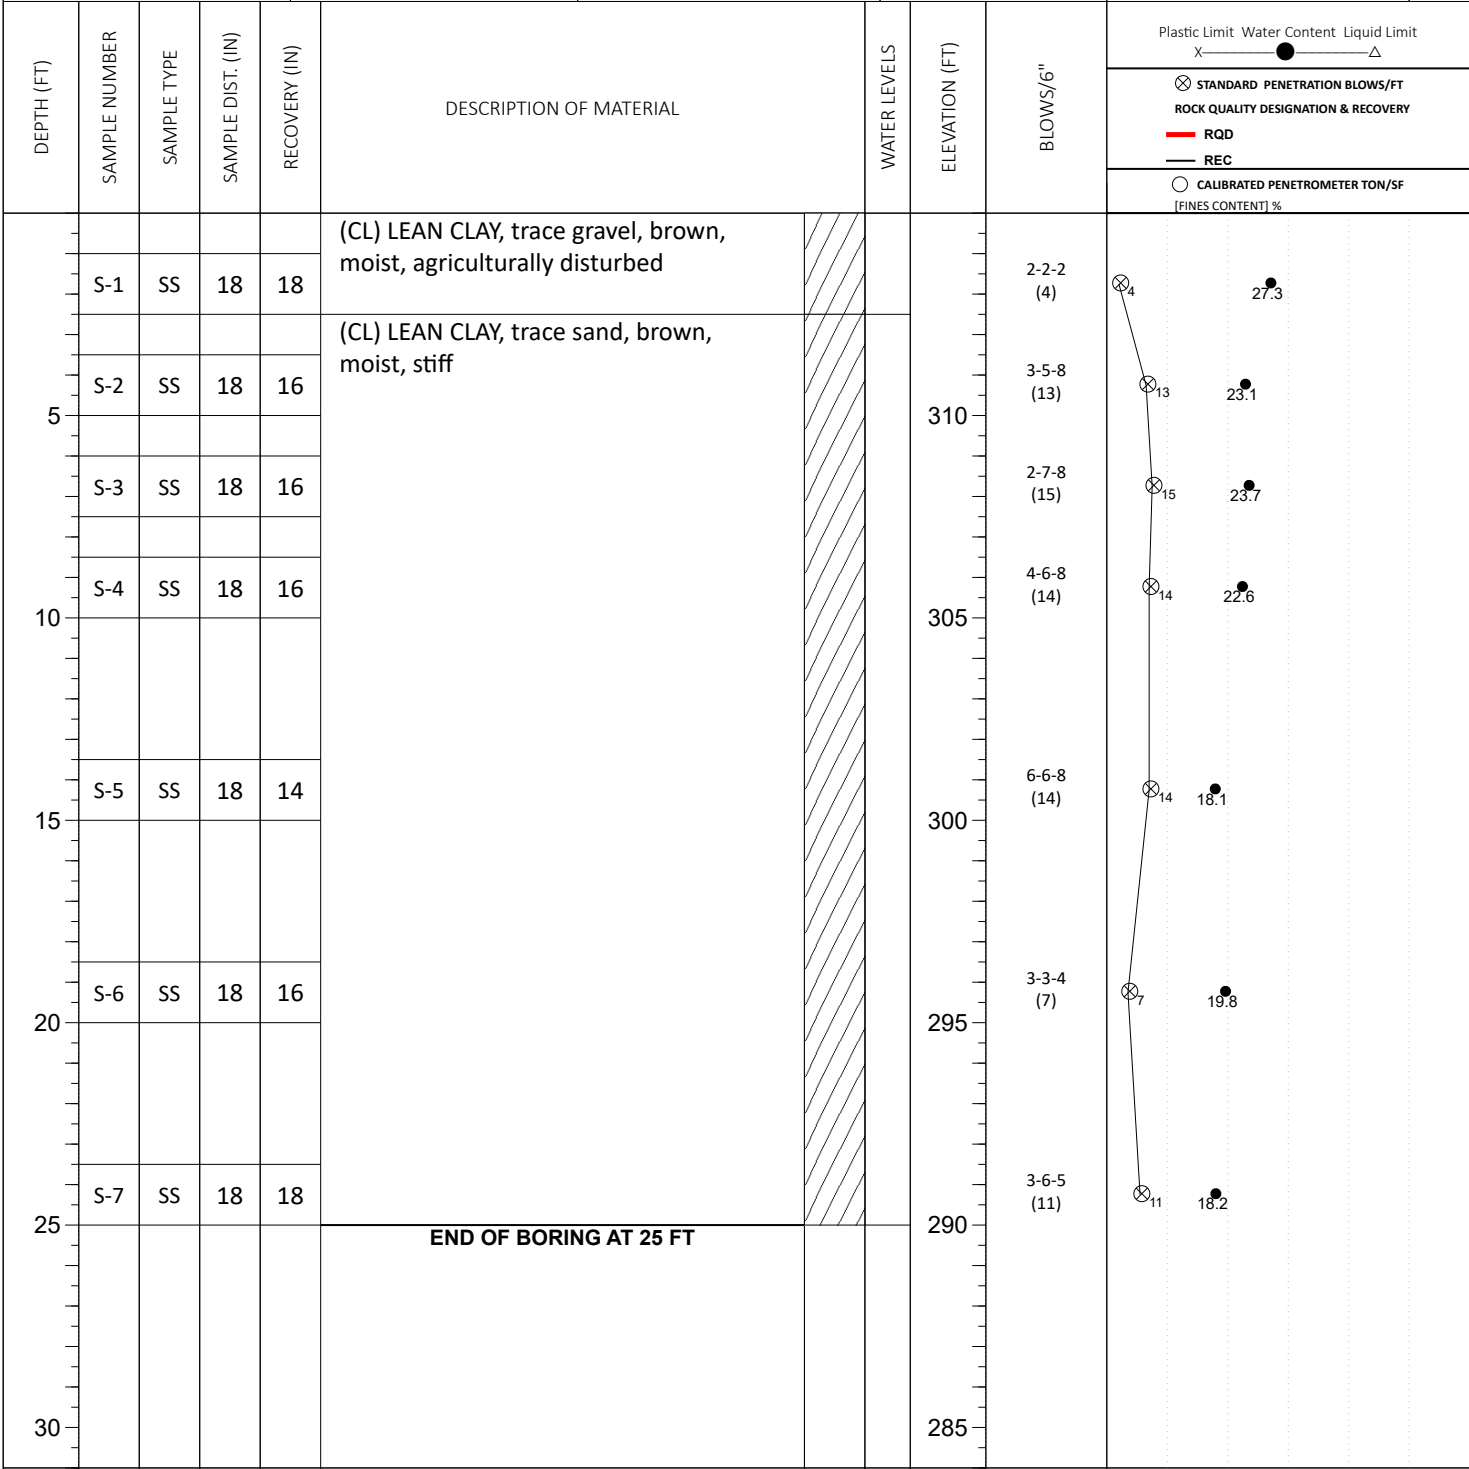 DEPTH (FT)
SAMPLE NUMBER
SAMPLE TYPE
SAMPLE DIST. (IN)
RECOVERY (IN)
DESCRIPTION OF MATERIAL
WATER LEVELS
ELEVATION (FT)
BLOWS/6"
Plastic Limit Water Content Liquid Limit
X △
STANDARD PENETRATION BLOWS/FT
ROCK QUALITY DESIGNATION & RECOVERY
RQD
REC
CALIBRATED PENETROMETER TON/SF
[FINES CONTENT] %
(CL) LEAN CLAY, trace gravel, brown,
moist, agriculturally disturbed
S-1 SS 18 18
2-2-2
(4)
4
27.3
(CL) LEAN CLAY, trace sand, brown,
moist, stiff
S-2 SS 18 16
3-5-8
(13)
13
23.1
5
310
S-3 SS 18 16
2-7-8
(15)
15
23.7
S-4 SS 18 16
4-6-8
(14)
14
22.6
10
305
S-5 SS 18 14
6-6-8
(14)
14
18.1
15
300
S-6 SS 18 16
3-3-4
(7)
7
19.8
20
295
S-7 SS 18 18
3-6-5
(11)
11
18.2
25
290
END OF BORING AT 25 FT
30
285